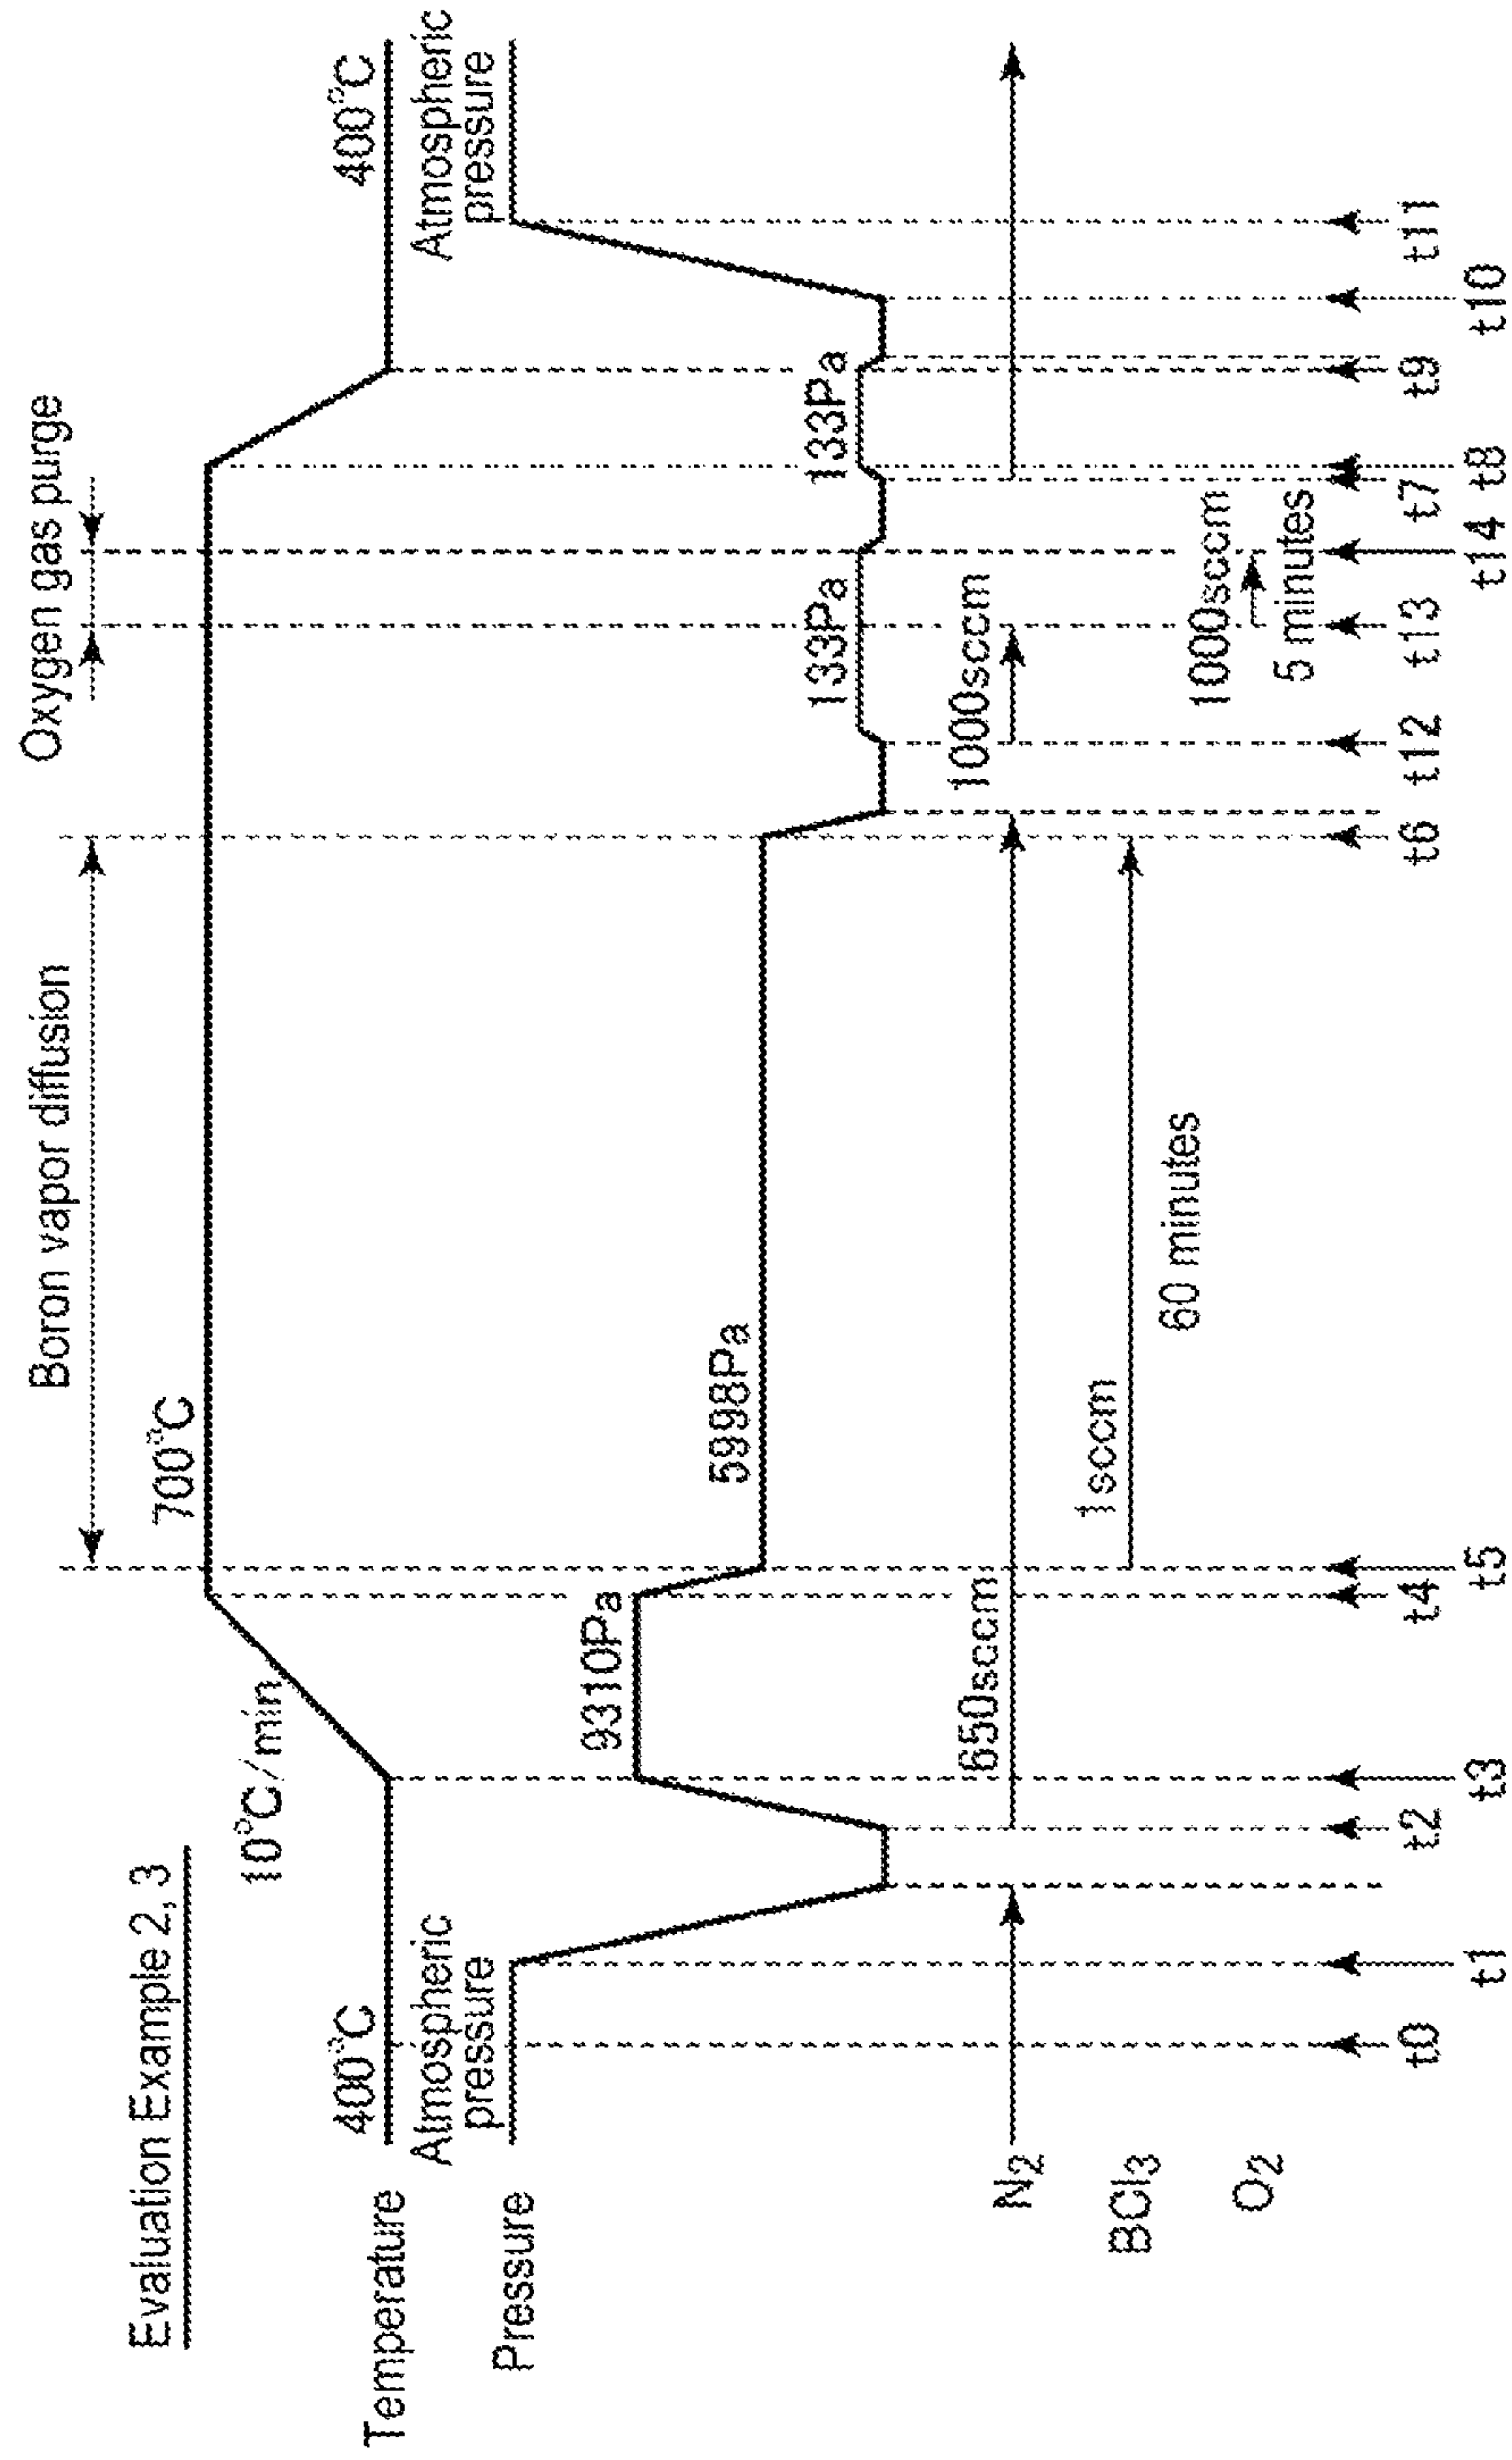 Evaluation Example 2, 3
Boron vapor diffusion
Oxygen gas purge
Temperature
400°C
10°C/min
700°C
400°C
Pressure
Atmospheric
pressure
9310Pa
5998Pa
133Pa
133Pa
Atmospheric
pressure
N2
650sccm
1000sccm
BCl3
1sccm
60 minutes
O2
1000sccm
5 minutes
t0
t1
t2
t3
t4
t5
t6
t12
t13
t14
t7
t8
t9
t10
t11